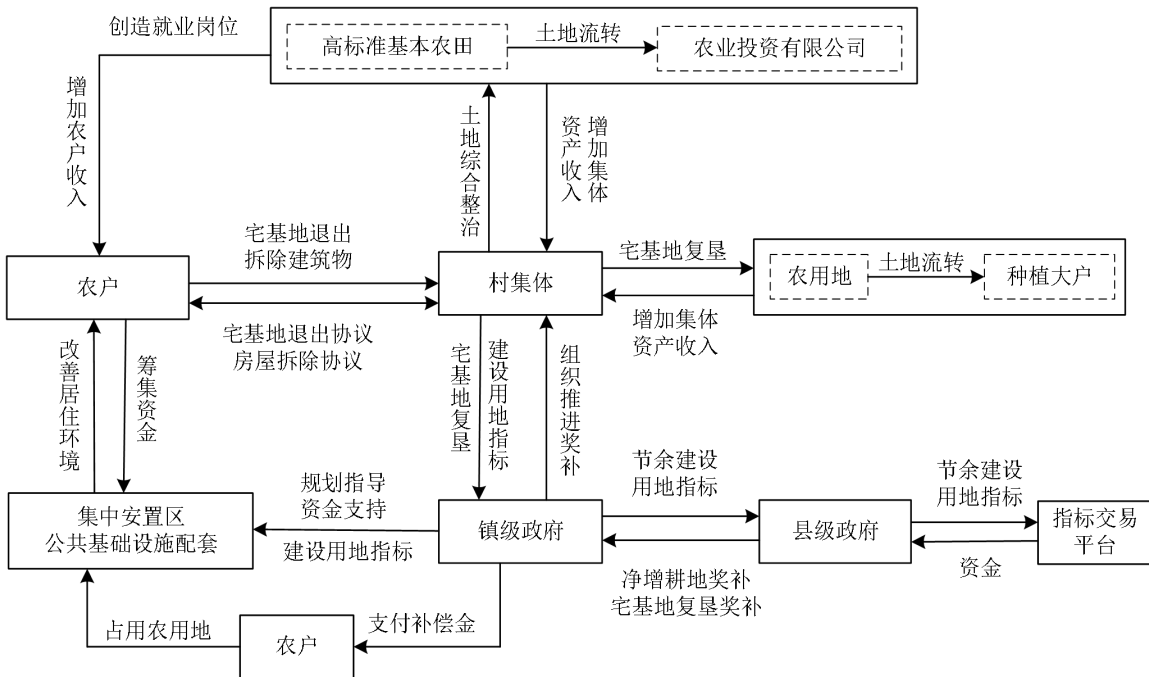 创造就业岗位
高标准基本农田
土地流转
农业投资有限公司
增加农户收入
土地综合整治
增加集体
资产收入
宅基地退出
拆除建筑物
农户
村集体
宅基地复垦
农用地
土地流转
种植大户
宅基地退出协议
房屋拆除协议
增加集体
资产收入
改善居住环境
筹集资金
宅基地复垦
建设用地指标
组织推进奖补
规划指导
资金支持
节余建设
用地指标
节余建设
用地指标
集中安置区
公共基础设施配套
建设用地指标
镇级政府
县级政府
指标交易
平台
资金
净增耕地奖补
宅基地复垦奖补
占用农用地
农户
支付补偿金